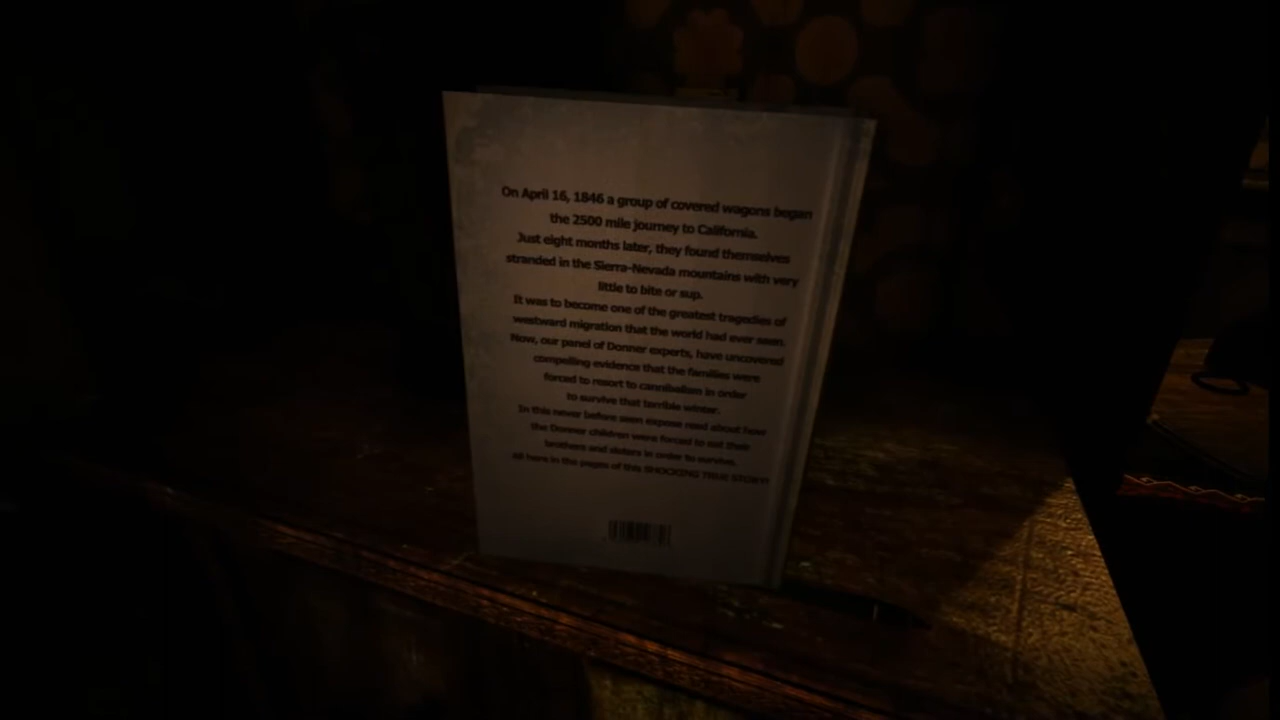 On April 16, 1846 a group of covered wagons began
the 2500 mile journey to California.
Just eight months later, they found themselves
stranded in the Sierra-Nevada mountains with very
little to bite or sup.
It was to become one of the greatest tragedies of
westward migration that the world had ever seen.
Now, our panel of Donner experts, have uncovered
compelling evidence that the families were
forced to resort to cannibalism in order
to survive that terrible winter.
In this never before seen expose read about how
the Donner children were forced to eat their
brothers and sisters in order to survive.
All here in the pages of this SHOCKING TRUE STORY!